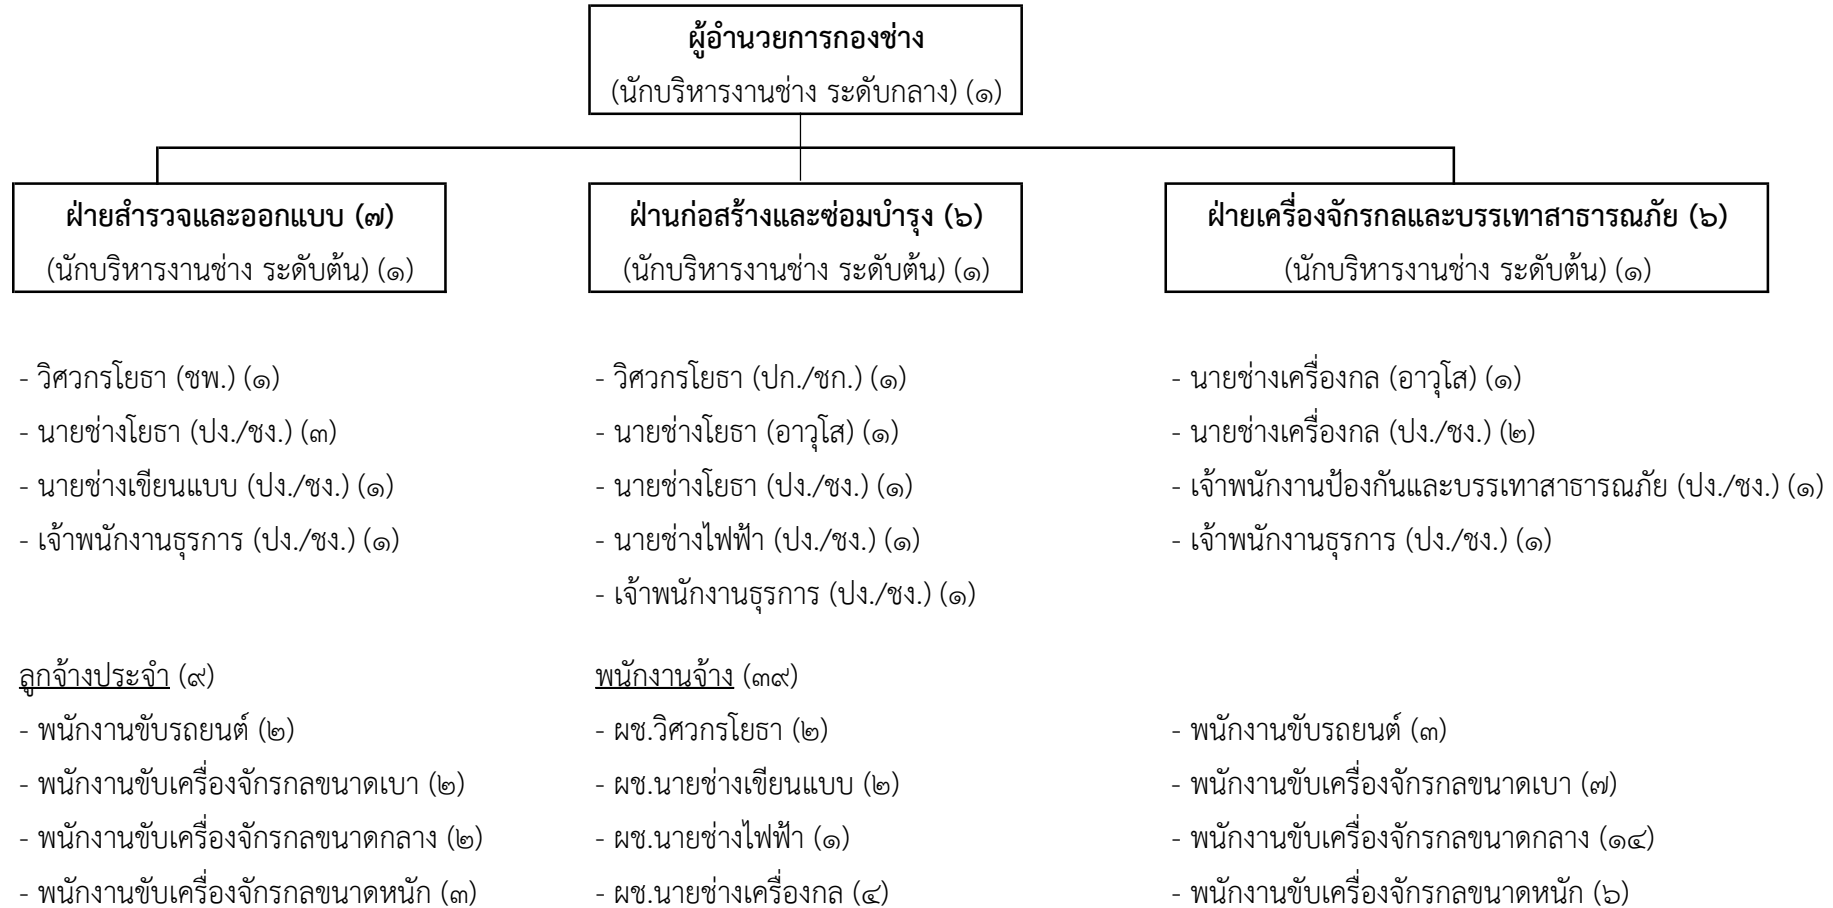 ผู้อำนวยการกองช่าง
(นักบริหารงานช่าง ระดับกลาง) (๑)
ฝ่ายสำรวจและออกแบบ (๗)
(นักบริหารงานช่าง ระดับต้น) (๑)
ฝ่านก่อสร้างและซ่อมบำรุง (๖)
(นักบริหารงานช่าง ระดับต้น) (๑)
ฝ่ายเครื่องจักรกลและบรรเทาสาธารณภัย (๖)
(นักบริหารงานช่าง ระดับต้น) (๑)
- วิศวกรโยธา (ชพ.) (๑)
- นายช่างโยธา (ปง./ชง.) (๓)
- นายช่างเขียนแบบ (ปง./ชง.) (๑)
- เจ้าพนักงานธุรการ (ปง./ชง.) (๑)
- วิศวกรโยธา (ปก./ชก.) (๑)
- นายช่างโยธา (อาวุโส) (๑)
- นายช่างโยธา (ปง./ชง.) (๑)
- นายช่างไฟฟ้า (ปง./ชง.) (๑)
- เจ้าพนักงานธุรการ (ปง./ชง.) (๑)
- นายช่างเครื่องกล (อาวุโส) (๑)
- นายช่างเครื่องกล (ปง./ชง.) (๒)
- เจ้าพนักงานป้องกันและบรรเทาสาธารณภัย (ปง./ชง.) (๑)
- เจ้าพนักงานธุรการ (ปง./ชง.) (๑)
ลูกจ้างประจำ (๙)
- พนักงานขับรถยนต์ (๒)
- พนักงานขับเครื่องจักรกลขนาดเบา (๒)
- พนักงานขับเครื่องจักรกลขนาดกลาง (๒)
- พนักงานขับเครื่องจักรกลขนาดหนัก (๓)
พนักงานจ้าง (๓๙)
- ผช.วิศวกรโยธา (๒)
- ผช.นายช่างเขียนแบบ (๒)
- ผช.นายช่างไฟฟ้า (๑)
- ผช.นายช่างเครื่องกล (๔)
- พนักงานขับรถยนต์ (๓)
- พนักงานขับเครื่องจักรกลขนาดเบา (๗)
- พนักงานขับเครื่องจักรกลขนาดกลาง (๑๔)
- พนักงานขับเครื่องจักรกลขนาดหนัก (๖)